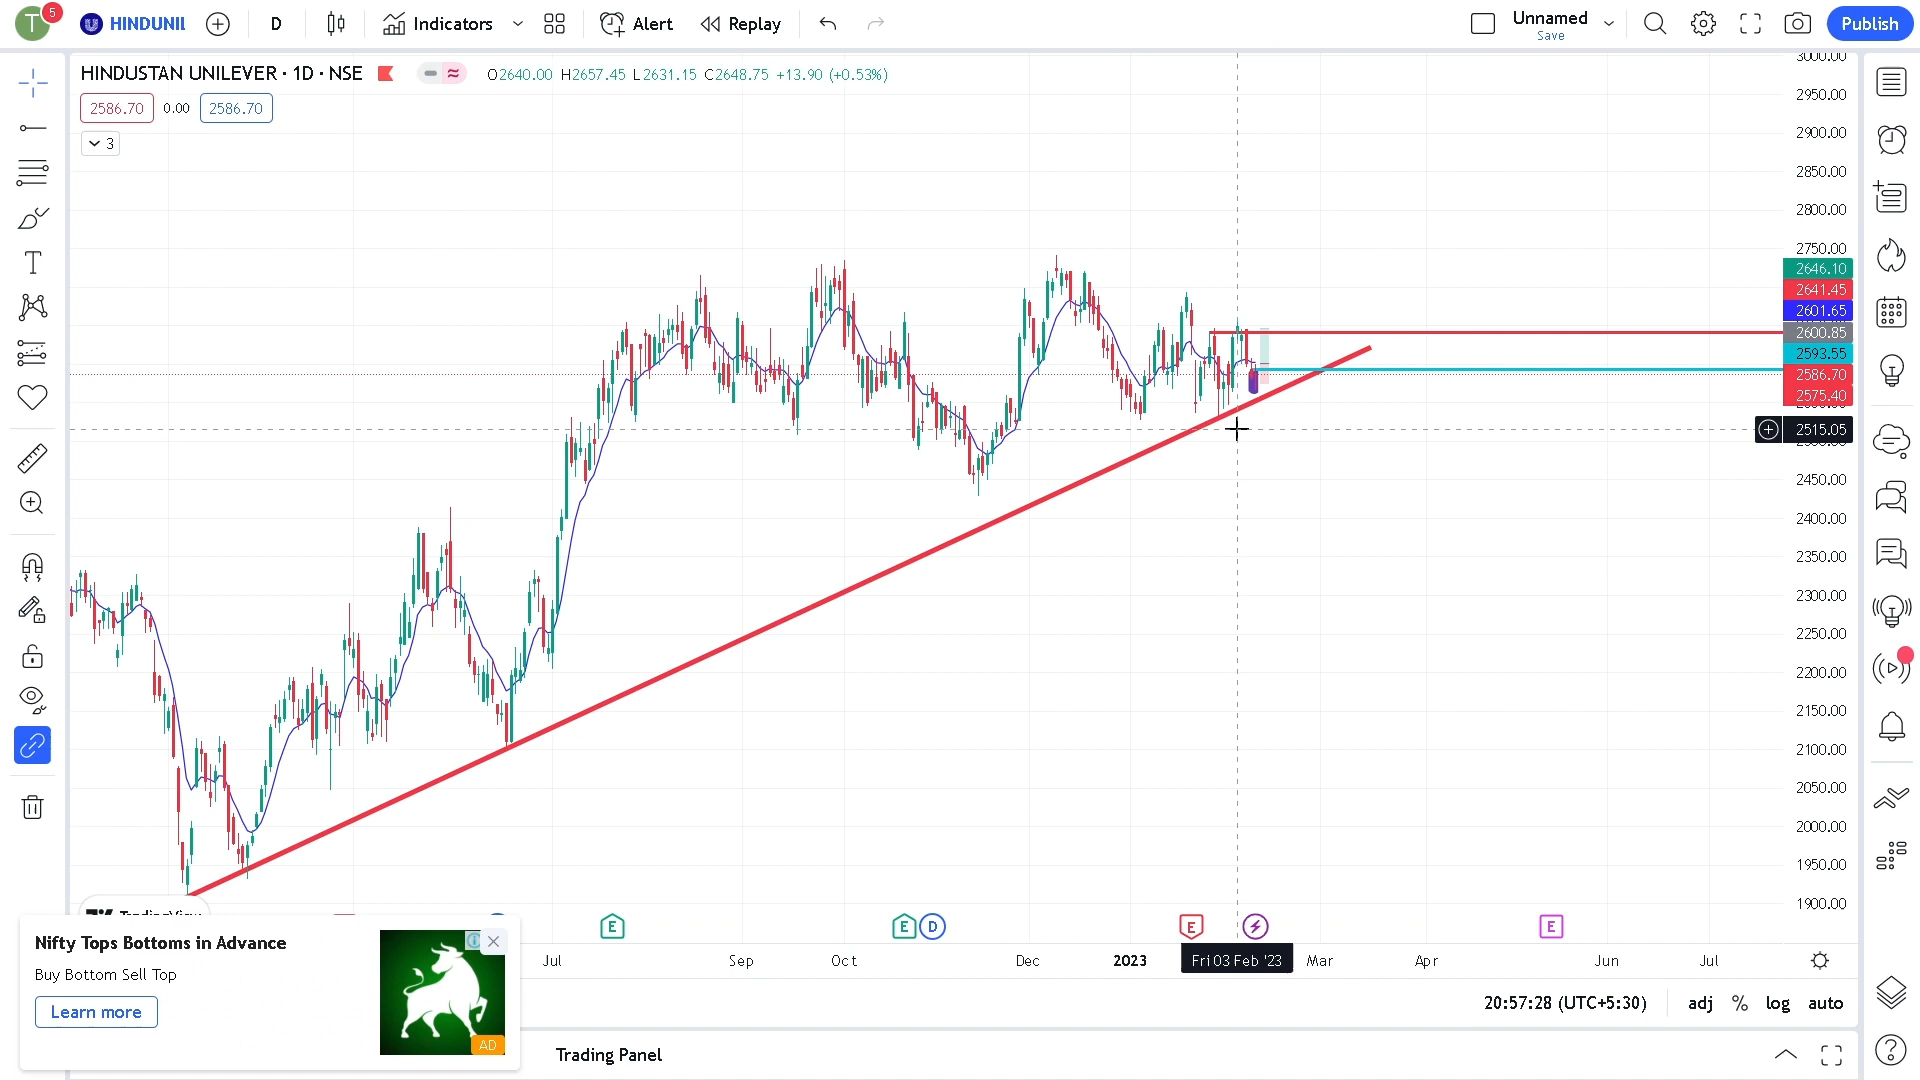 T 5 HINDUNIL D Indicators Alert Replay Unnamed Save Publish
HINDUSTAN UNILEVER · 1D · NSE O2640.00 H2657.45 L2631.15 C2648.75 +13.90 (+0.53%)
2586.70 0.00 2586.70
3
3000.00
2950.00
2900.00
2850.00
2800.00
2750.00
2646.10
2641.45
2601.65
2600.85
2593.55
2586.70
2575.40
2515.05
2450.00
2400.00
2350.00
2300.00
2250.00
2200.00
2150.00
2100.00
2050.00
2000.00
1950.00
1900.00
TradingView
E E D E E
Jul Sep Oct Dec 2023 Fri 03 Feb '23 Mar Apr Jun Jul
Nifty Tops Bottoms in Advance
Buy Bottom Sell Top
Learn more
AD
20:57:28 (UTC+5:30) adj % log auto
Trading Panel